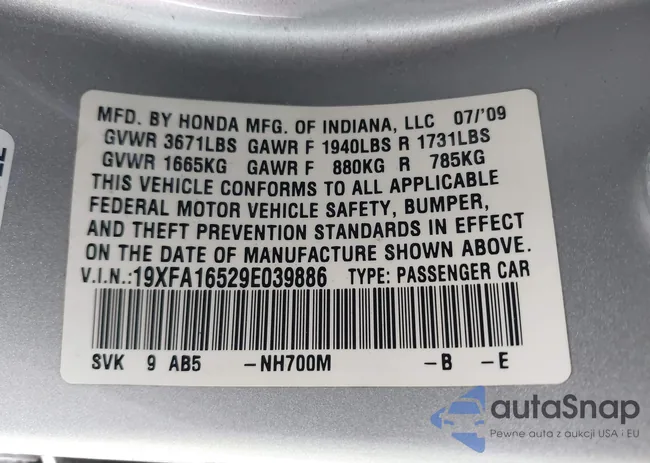 MFD. BY HONDA MFG. OF INDIANA, LLC 07/'09
GVWR 3671LBS GAWR F 1940LBS R 1731LBS
GVWR 1665KG GAWR F 880KG R 785KG
THIS VEHICLE CONFORMS TO ALL APPLICABLE
FEDERAL MOTOR VEHICLE SAFETY, BUMPER,
AND THEFT PREVENTION STANDARDS IN EFFECT
ON THE DATE OF MANUFACTURE SHOWN ABOVE.
V.I.N.:19XFA16529E039886 TYPE: PASSENGER CAR
SVK 9 AB5 -NH700M -B -E
autoSnap
Pewne auta z aukcji USA i EU